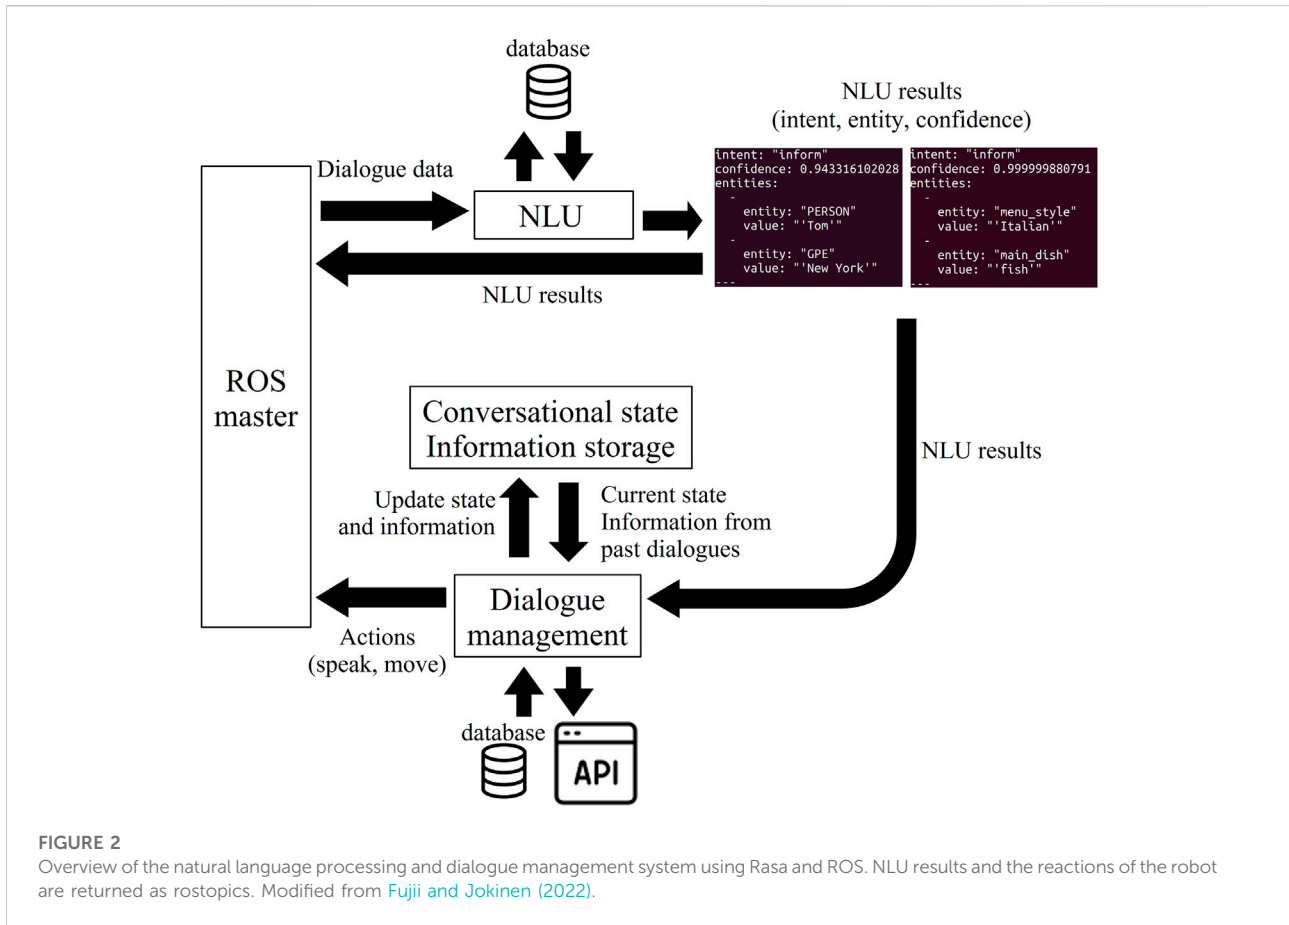 database
NLU results
(intent, entity, confidence)
Dialogue data
NLU
intent: "inform"
confidence: 0.943316102028
entities:
-
entity: "PERSON"
value: "'Tom'"
-
entity: "GPE"
value: "'New York'"
---
intent: "inform"
confidence: 0.999999880791
entities:
-
entity: "menu_style"
value: "'Italian'"
-
entity: "main_dish"
value: "'fish'"
---
NLU results
ROS
master
Conversational state
Information storage
NLU results
Update state
and information
Current state
Information from
past dialogues
Dialogue
management
Actions
(speak, move)
database
API
FIGURE 2
Overview of the natural language processing and dialogue management system using Rasa and ROS. NLU results and the reactions of the robot
are returned as rostopics. Modified from Fujii and Jokinen (2022).